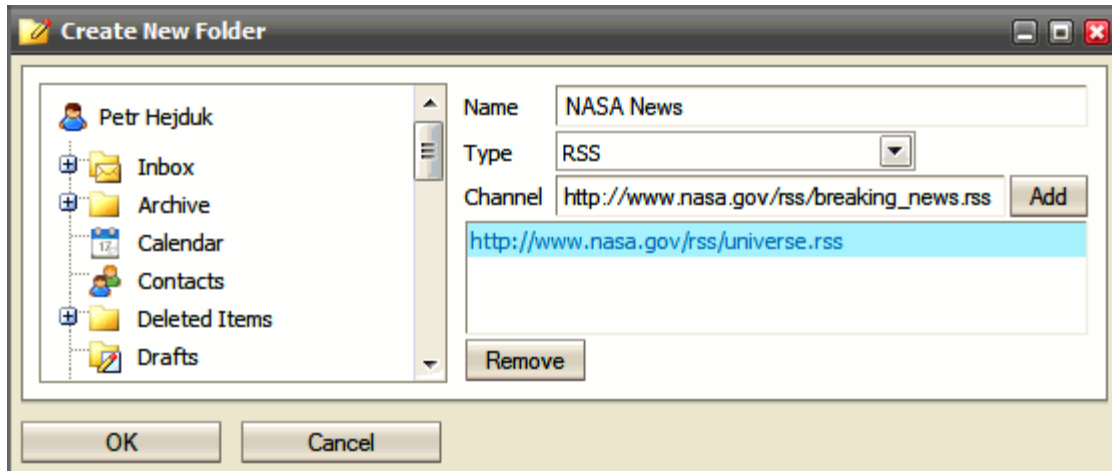 Create New Folder
Petr Hejduk
Inbox
Archive
17
Calendar
Contacts
Deleted Items
Drafts
Name NASA News
Type RSS
Channel http://www.nasa.gov/rss/breaking_news.rss Add
http://www.nasa.gov/rss/universe.rss
Remove
OK Cancel